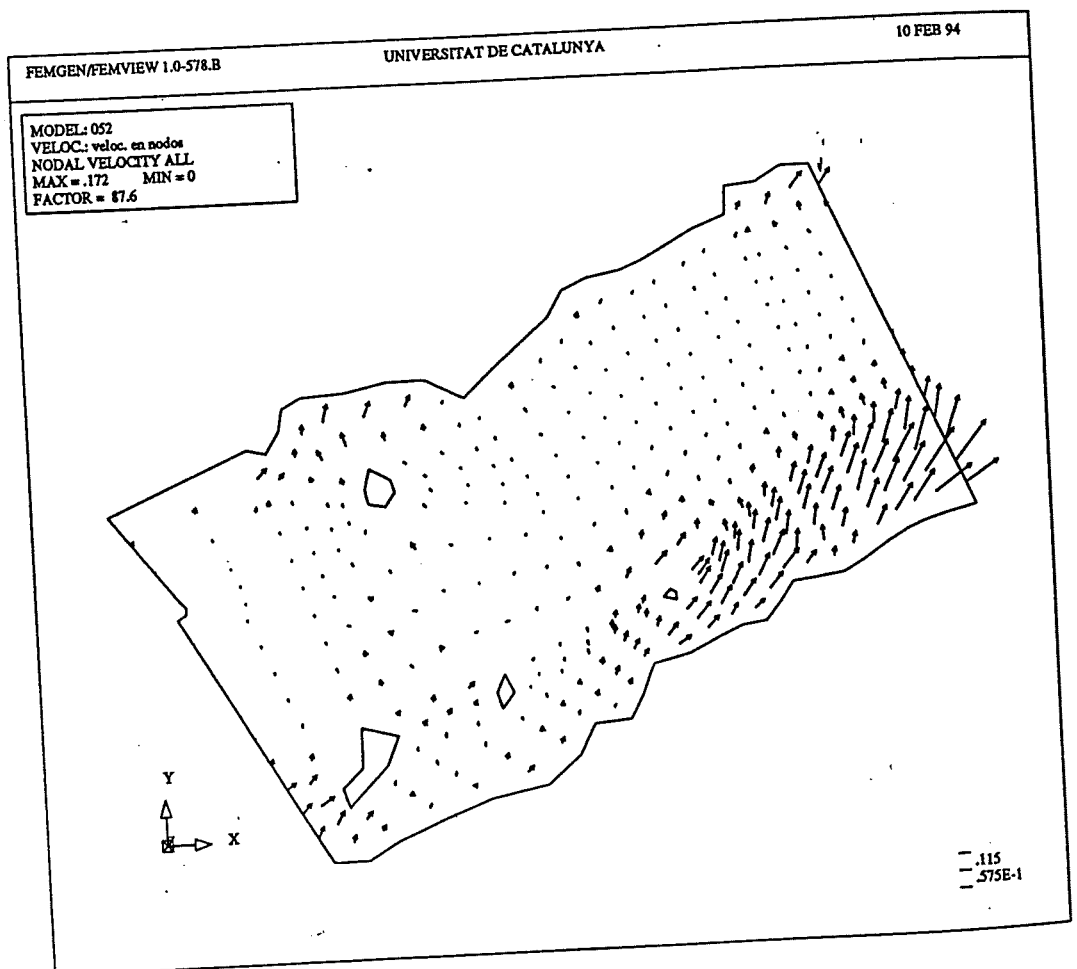 FEMGEN/FEMVIEW 1.0-578.B
UNIVERSITAT DE CATALUNYA
10 FEB 94
MODEL: 052
VELOC.: veloc. en nodos
NODAL VELOCITY ALL
MAX = .172 MIN = 0
FACTOR = 87.6
Y
X
.115
.575E-1